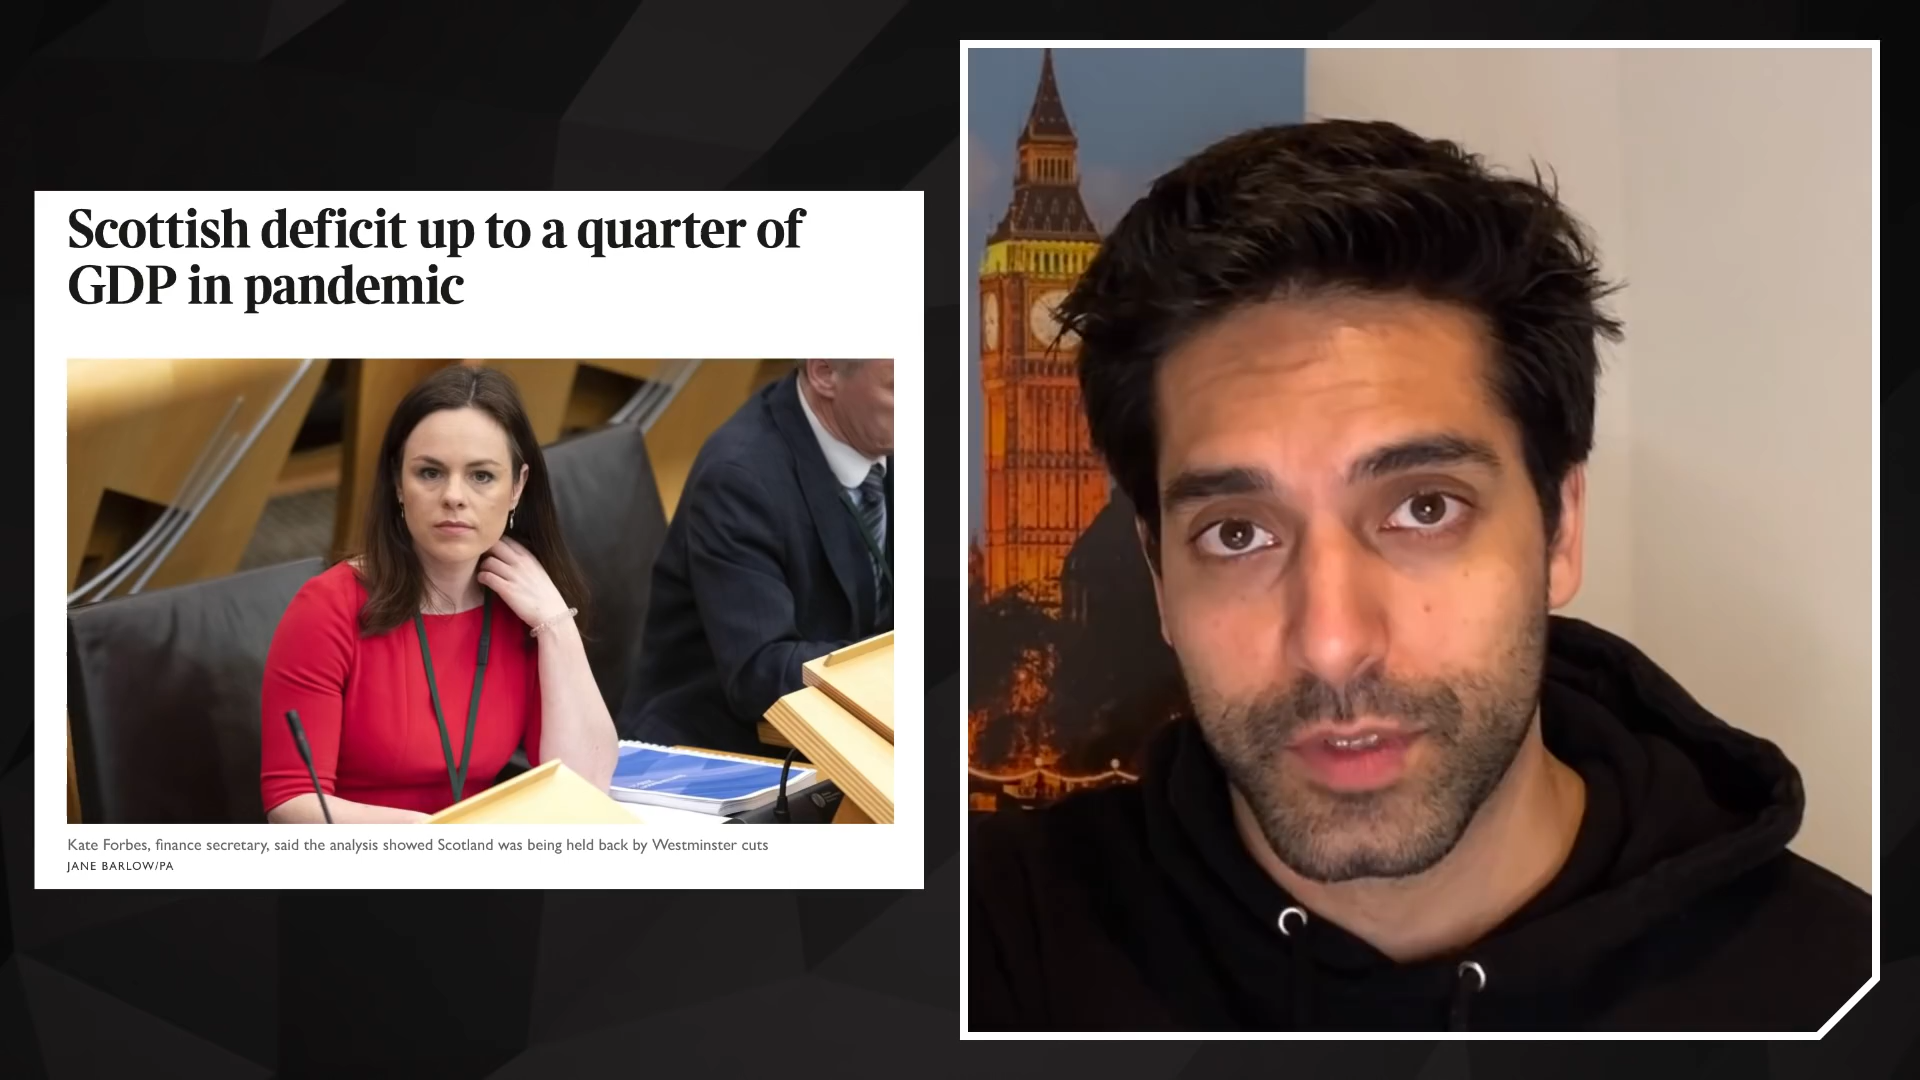 Scottish deficit up to a quarter of
GDP in pandemic
Kate Forbes, finance secretary, said the analysis showed Scotland was being held back by Westminster cuts
JANE BARLOW/PA